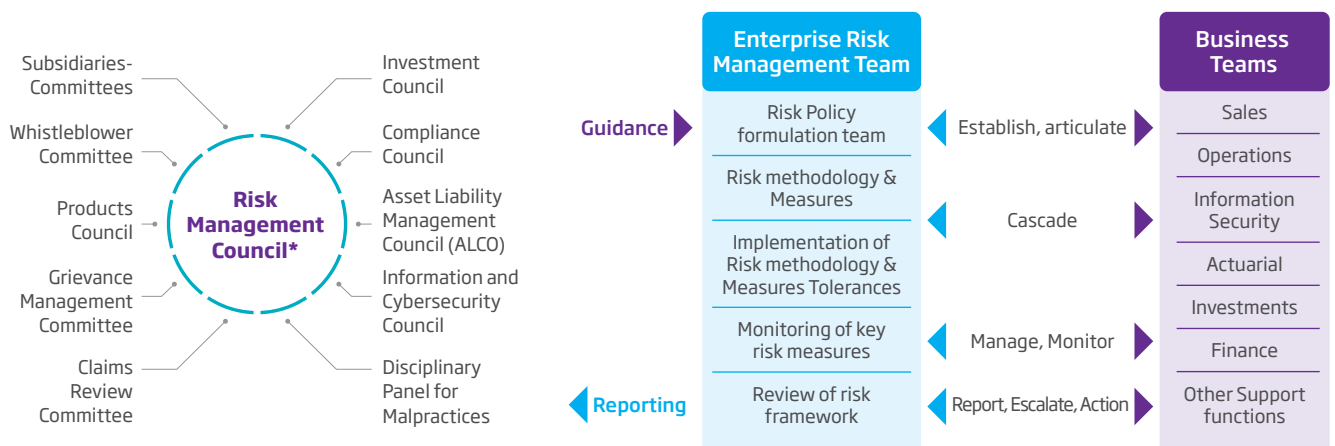 Subsidiaries-
Committees
Whistleblower
Committee
Products
Council
Grievance
Management
Committee
Claims
Review
Committee
Risk
Management
Council*
Investment
Council
Compliance
Council
Asset Liability
Management
Council (ALCO)
Information and
Cybersecurity
Council
Disciplinary
Panel for
Malpractices
Guidance
Reporting
Enterprise Risk
Management Team
Risk Policy
formulation team
Risk methodology &
Measures
Implementation of
Risk methodology &
Measures Tolerances
Monitoring of key
risk measures
Review of risk
framework
Establish, articulate
Cascade
Manage, Monitor
Report, Escalate, Action
Business
Teams
Sales
Operations
Information
Security
Actuarial
Investments
Finance
Other Support
functions